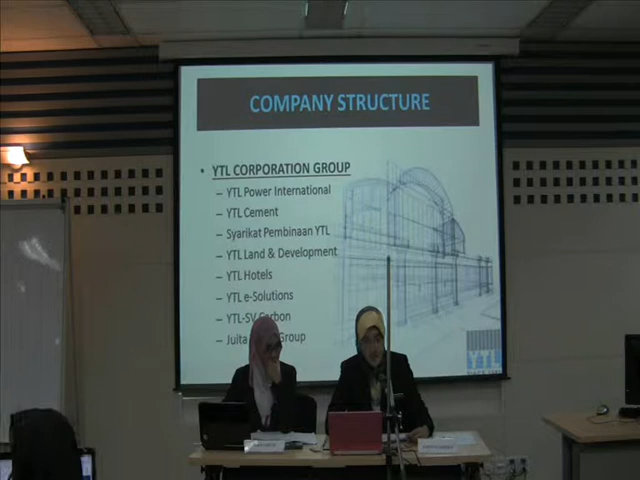 COMPANY STRUCTURE
• YTL CORPORATION GROUP
– YTL Power International
– YTL Cement
– Syarikat Pembinaan YTL
– YTL Land & Development
– YTL Hotels
– YTL e-Solutions
– YTL-SV Carbon
– Juita Group
YTL